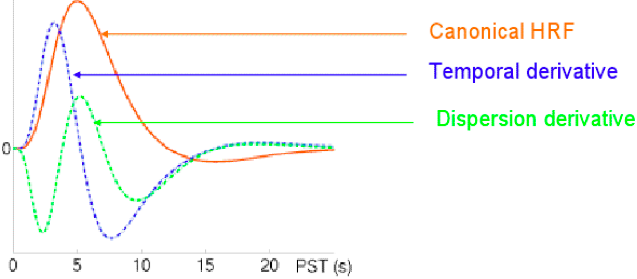 Canonical HRF
Temporal derivative
Dispersion derivative
0
0 5 10 15 20 PST (s)